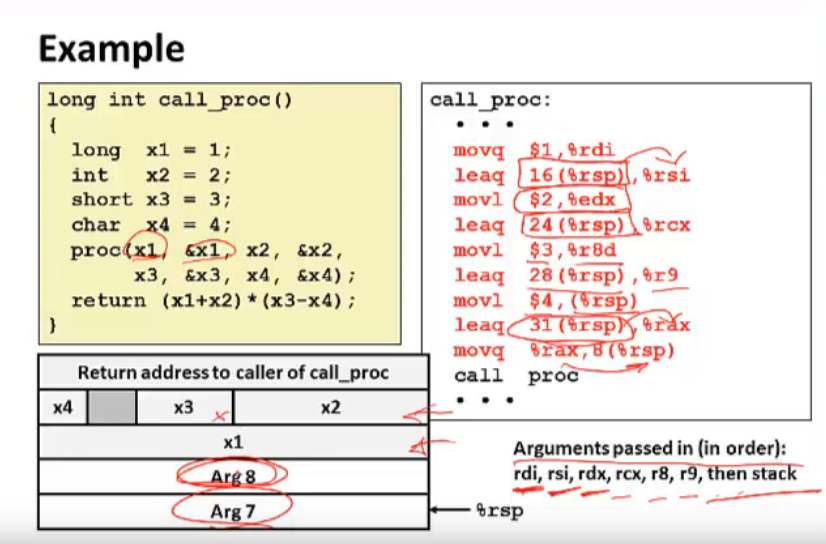 Example
long int call_proc()
{
long x1 = 1;
int x2 = 2;
short x3 = 3;
char x4 = 4;
proc(x1, &x1, x2, &x2,
x3, &x3, x4, &x4);
return (x1+x2)*(x3-x4);
}
call_proc:
• • •
movq $1,%rdi
leaq 16(%rsp),%rsi
movl $2,%edx
leaq 24(%rsp),%rcx
movl $3,%r8d
leaq 28(%rsp),%r9
movl $4,(%rsp)
leaq 31(%rsp),%rax
movq %rax,8(%rsp)
call proc
• • •
Return address to caller of call_proc
x4 x3 x2
x1
Arg 8
Arg 7
%rsp
Arguments passed in (in order):
rdi, rsi, rdx, rcx, r8, r9, then stack